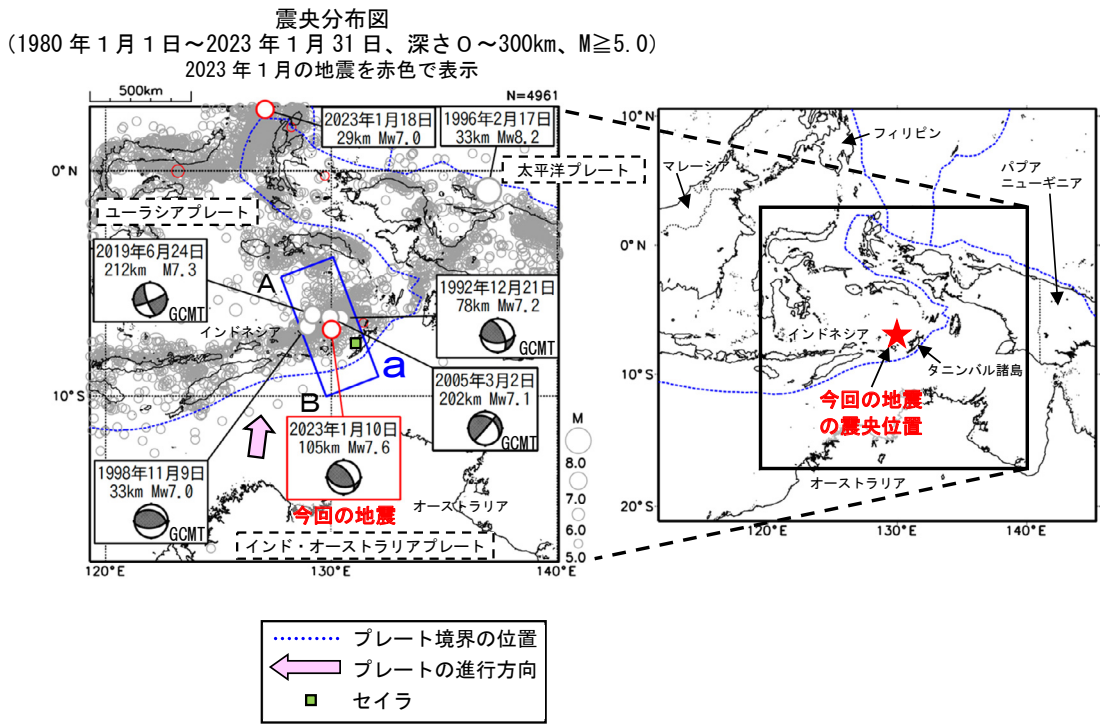 震央分布図
(1980 年１月１日～2023 年１月 31 日、深さ０～300km、M≧5.0)
2023 年１月の地震を赤色で表示
500km
N=4961
2023年1月18日
29km Mw7.0
1996年2月17日
33km Mw8.2
太平洋プレート
0°N
ユーラシアプレート
2019年6月24日
212km M7.3
GCMT
A
1992年12月21日
78km Mw7.2
GCMT
インドネシア
a
10°S
B
2005年3月2日
202km Mw7.1
GCMT
2023年1月10日
105km Mw7.6
今回の地震
1998年11月9日
33km Mw7.0
GCMT
オーストラリア
インド・オーストラリアプレート
120°E
130°E
140°E
M
8.0
7.0
6.0
5.0
10°N
フィリピン
マレーシア
パプア
ニューギニア
0°N
インドネシア
10°S
タニンバル諸島
今回の地震
の震央位置
オーストラリア
20°S
120°E
130°E
140°E
プレート境界の位置
プレートの進行方向
セイラ